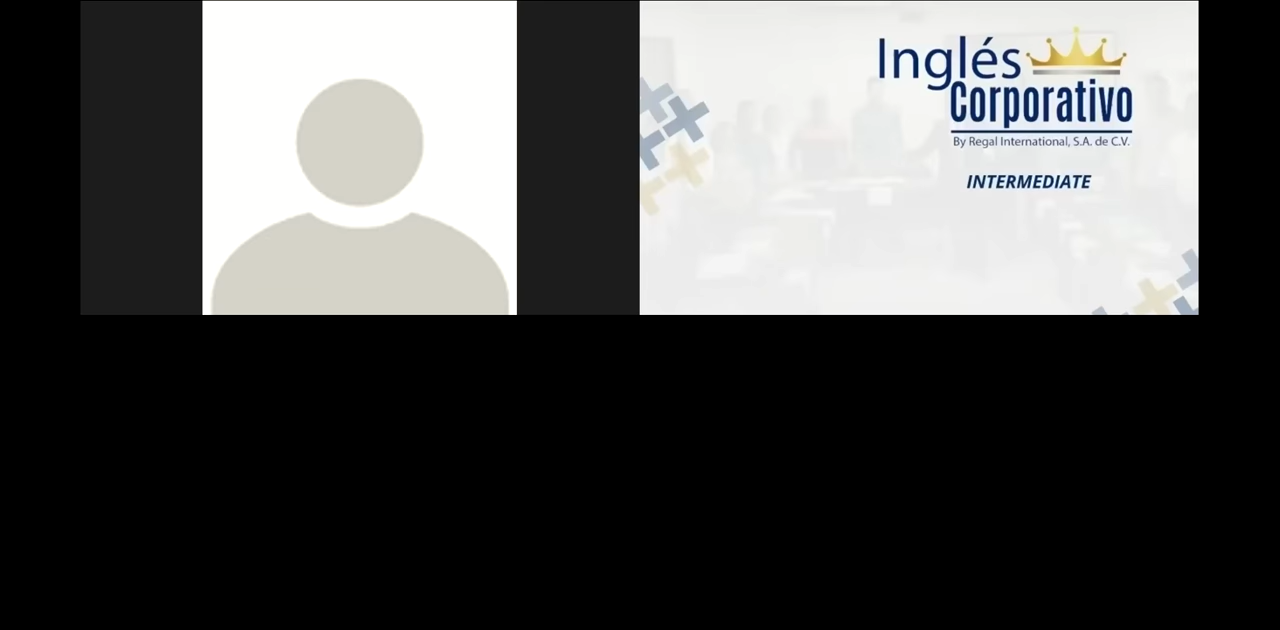 Inglés
Corporativo
By Regal International, S.A. de C.V.
INTERMEDIATE